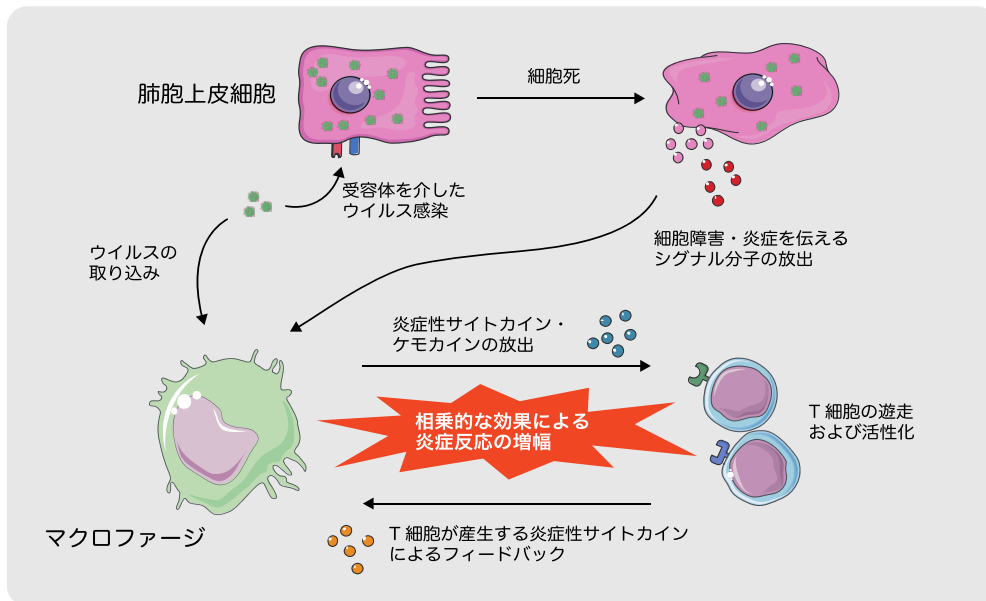 肺胞上皮細胞
細胞死
受容体を介した
ウイルス感染
ウイルスの
取り込み
細胞障害・炎症を伝える
シグナル分子の放出
炎症性サイトカイン・
ケモカインの放出
相乗的な効果による
炎症反応の増幅
T 細胞の遊走
および活性化
マクロファージ
T 細胞が産生する炎症性サイトカイン
によるフィードバック